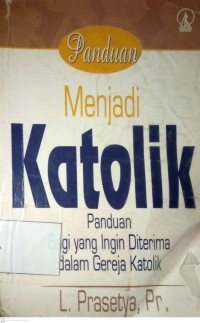 Panduan
Menjadi
Katolik
Panduan
yang Ingin Diterima
dalam Gereja Katolik
L. Prasetya, Pr.